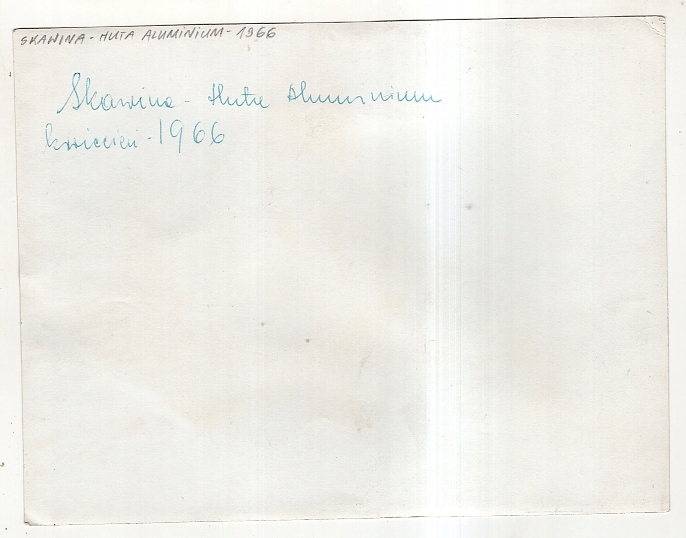 SKAWINA - HUTA ALUMINIUM - 1966
Skawina - Huta Aluminium
kwiecień - 1966